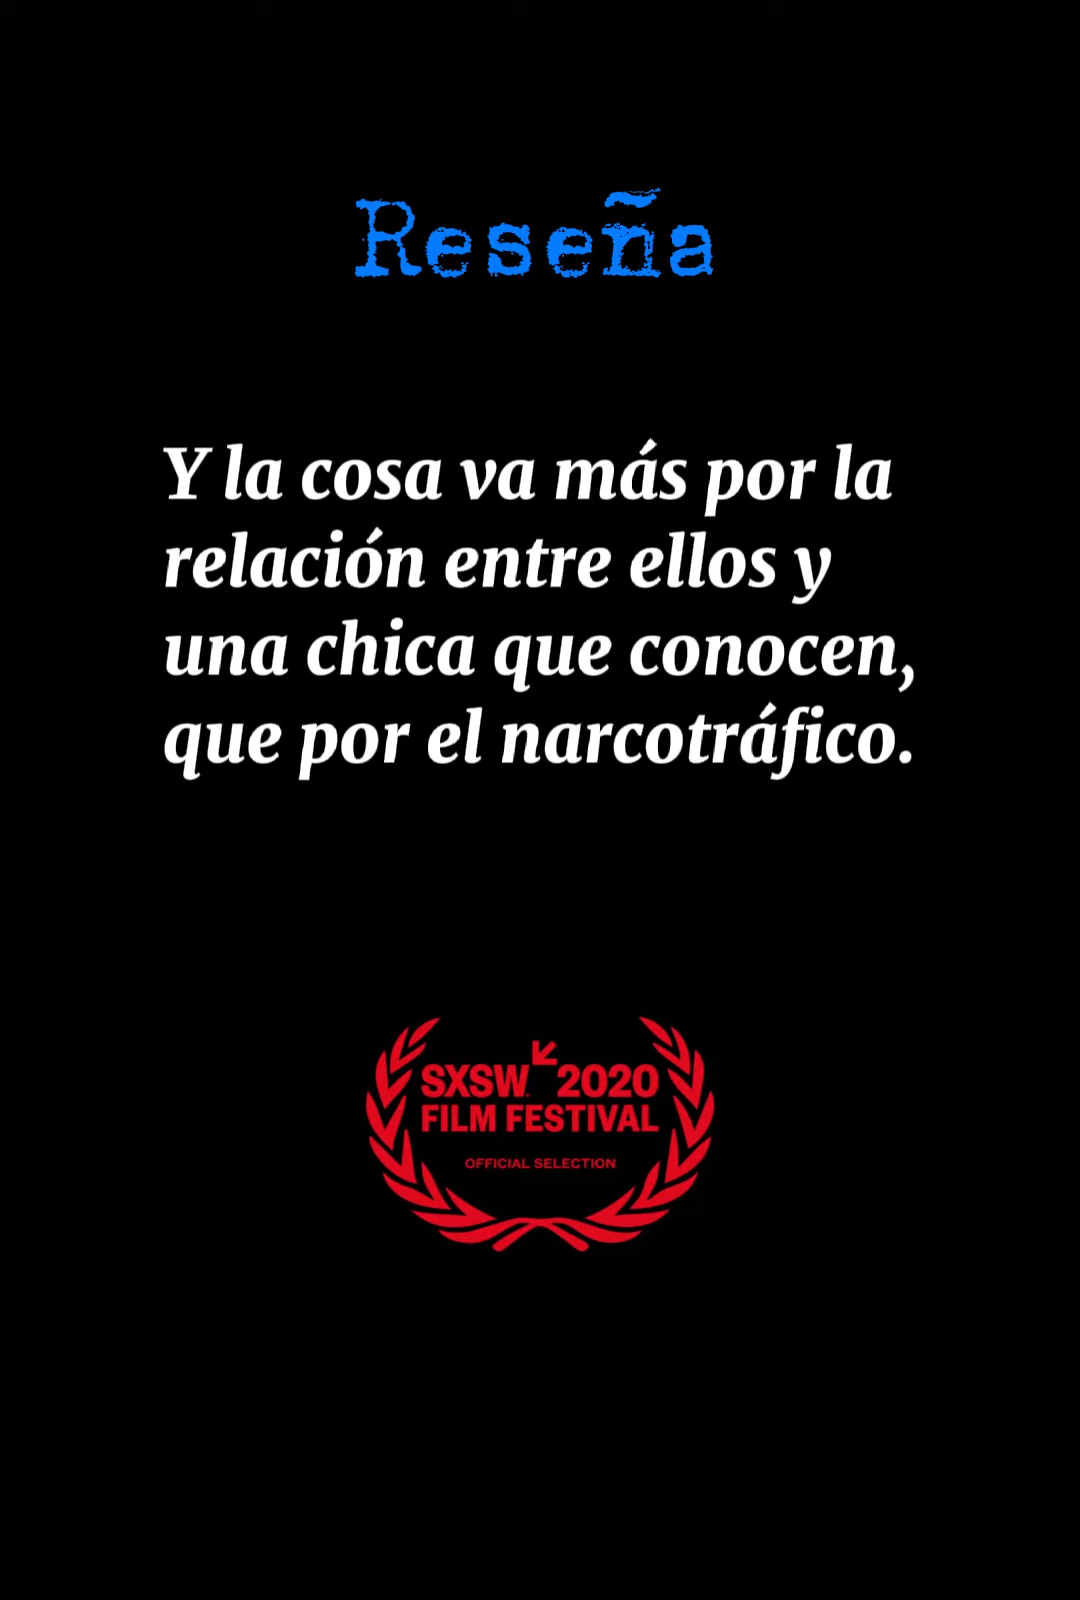 Reseña
Y la cosa va más por la
relación entre ellos y
una chica que conocen,
que por el narcotráfico.
SXSW 2020
FILM FESTIVAL
OFFICIAL SELECTION